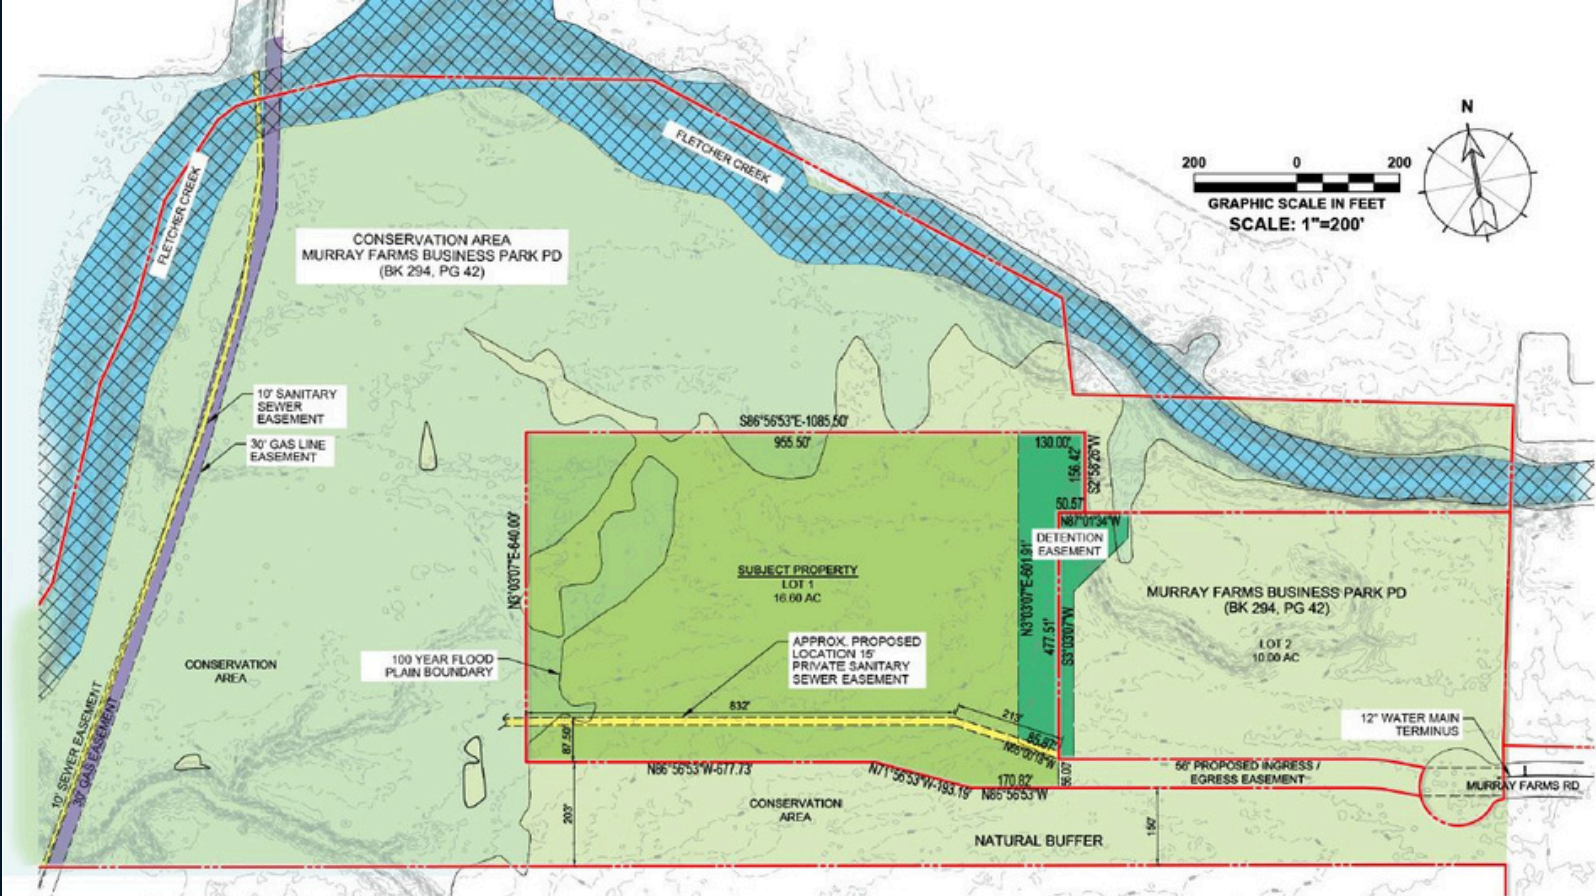 N
200 0 200
GRAPHIC SCALE IN FEET
SCALE: 1"=200'
FLETCHER CREEK
FLETCHER CREEK
CONSERVATION AREA
MURRAY FARMS BUSINESS PARK PD
(BK 294, PG 42)
10' SANITARY
SEWER
EASEMENT
30' GAS LINE
EASEMENT
S86°56'53"E-1085.50'
955.50'
130.00'
156.42'
S2°58'26"W
50.57'
N87°01'34"W
DETENTION
EASEMENT
N3°03'07"E-640.00'
SUBJECT PROPERTY
LOT 1
16.60 AC
N3°03'07"E-601.91'
477.51'
S3°03'07"W
MURRAY FARMS BUSINESS PARK PD
(BK 294, PG 42)
LOT 2
10.00 AC
APPROX. PROPOSED
LOCATION 15'
PRIVATE SANITARY
SEWER EASEMENT
100 YEAR FLOOD
PLAIN BOUNDARY
CONSERVATION
AREA
832'
213'
85.87'
87.50'
12" WATER MAIN
TERMINUS
10' SEWER EASEMENT
30' GAS EASEMENT
N86°56'53"W-677.73'
N71°56'53"W-193.19'
170.82'
N86°56'53"W
56.00'
56' PROPOSED INGRESS /
EGRESS EASEMENT
MURRAY FARMS RD
CONSERVATION
AREA
203'
150'
NATURAL BUFFER